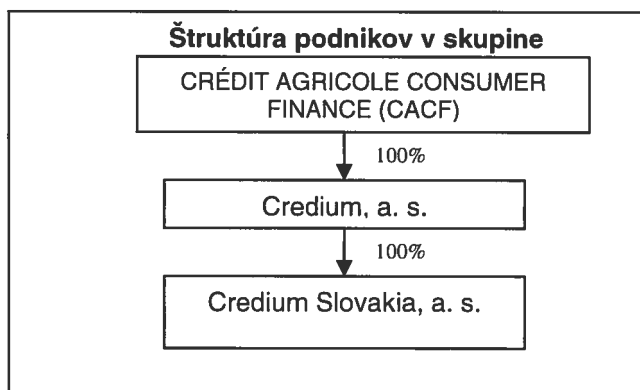 Štruktúra podnikov v skupine
CRÉDIT AGRICOLE CONSUMER
FINANCE (CACF)
100%
Credium, a. s.
100%
Credium Slovakia, a. s.